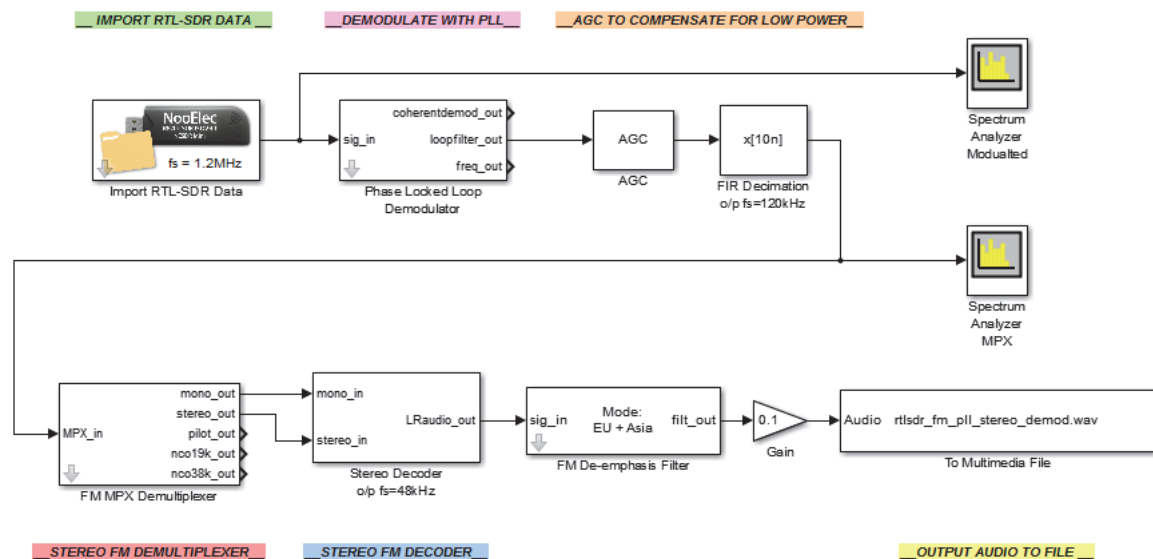 __IMPORT RTL-SDR DATA__
__DEMODULATE WITH PLL__
__AGC TO COMPENSATE FOR LOW POWER__
NooElec
fs = 1.2MHz
Import RTL-SDR Data
sig_in
coherentdemod_out
loopfilter_out
freq_out
Phase Locked Loop
Demodulator
AGC
AGC
x[10n]
FIR Decimation
o/p fs=120kHz
Spectrum
Analyzer
Modualted
Spectrum
Analyzer
MPX
MPX_in
mono_out
stereo_out
pilot_out
nco19k_out
nco38k_out
FM MPX Demultiplexer
mono_in
stereo_in
LRaudio_out
Stereo Decoder
o/p fs=48kHz
sig_in
Mode:
EU + Asia
filt_out
FM De-emphasis Filter
0.1
Gain
Audio
rtlsdr_fm_pll_stereo_demod.wav
To Multimedia File
__STEREO FM DEMULTIPLEXER__
__STEREO FM DECODER__
__OUTPUT AUDIO TO FILE__